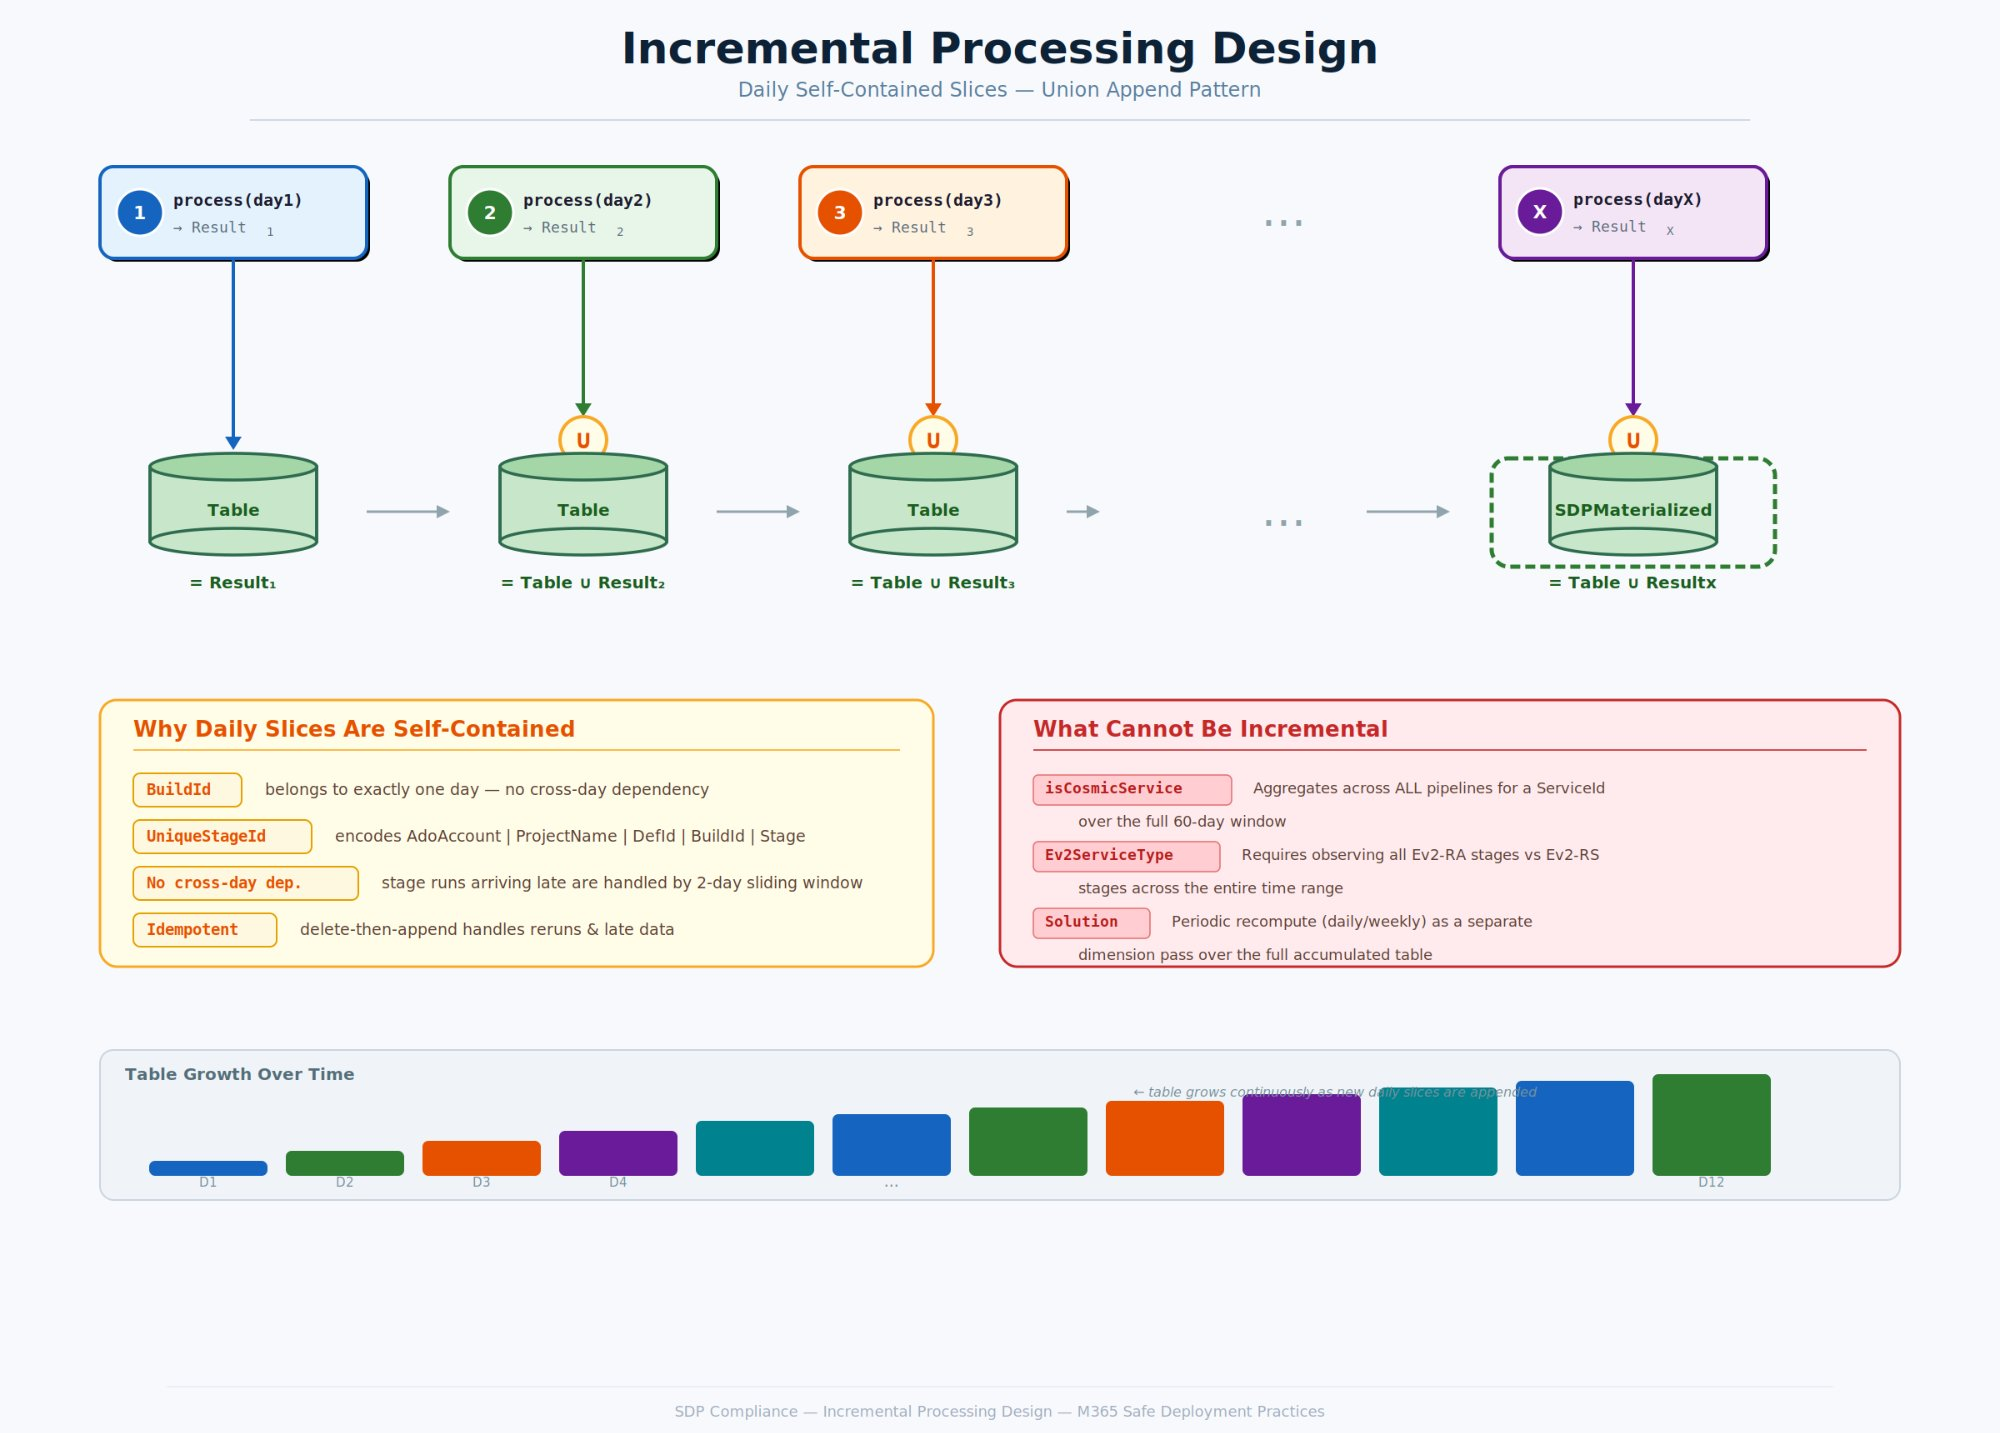 Incremental Processing Design
Daily Self-Contained Slices — Union Append Pattern
1
process(day1)
→ Result 1
2
process(day2)
→ Result 2
3
process(day3)
→ Result 3
...
X
process(dayX)
→ Result X
∪
∪
∪
Table
Table
Table
...
SDPMaterialized
= Result₁
= Table ∪ Result₂
= Table ∪ Result₃
= Table ∪ Resultx
Why Daily Slices Are Self-Contained
BuildId belongs to exactly one day — no cross-day dependency
UniqueStageId encodes AdoAccount | ProjectName | DefId | BuildId | Stage
No cross-day dep. stage runs arriving late are handled by 2-day sliding window
Idempotent delete-then-append handles reruns & late data
What Cannot Be Incremental
isCosmicService Aggregates across ALL pipelines for a ServiceId
over the full 60-day window
Ev2ServiceType Requires observing all Ev2-RA stages vs Ev2-RS
stages across the entire time range
Solution Periodic recompute (daily/weekly) as a separate
dimension pass over the full accumulated table
Table Growth Over Time
← table grows continuously as new daily slices are appended
D1 D2 D3 D4 ... D12
SDP Compliance — Incremental Processing Design — M365 Safe Deployment Practices